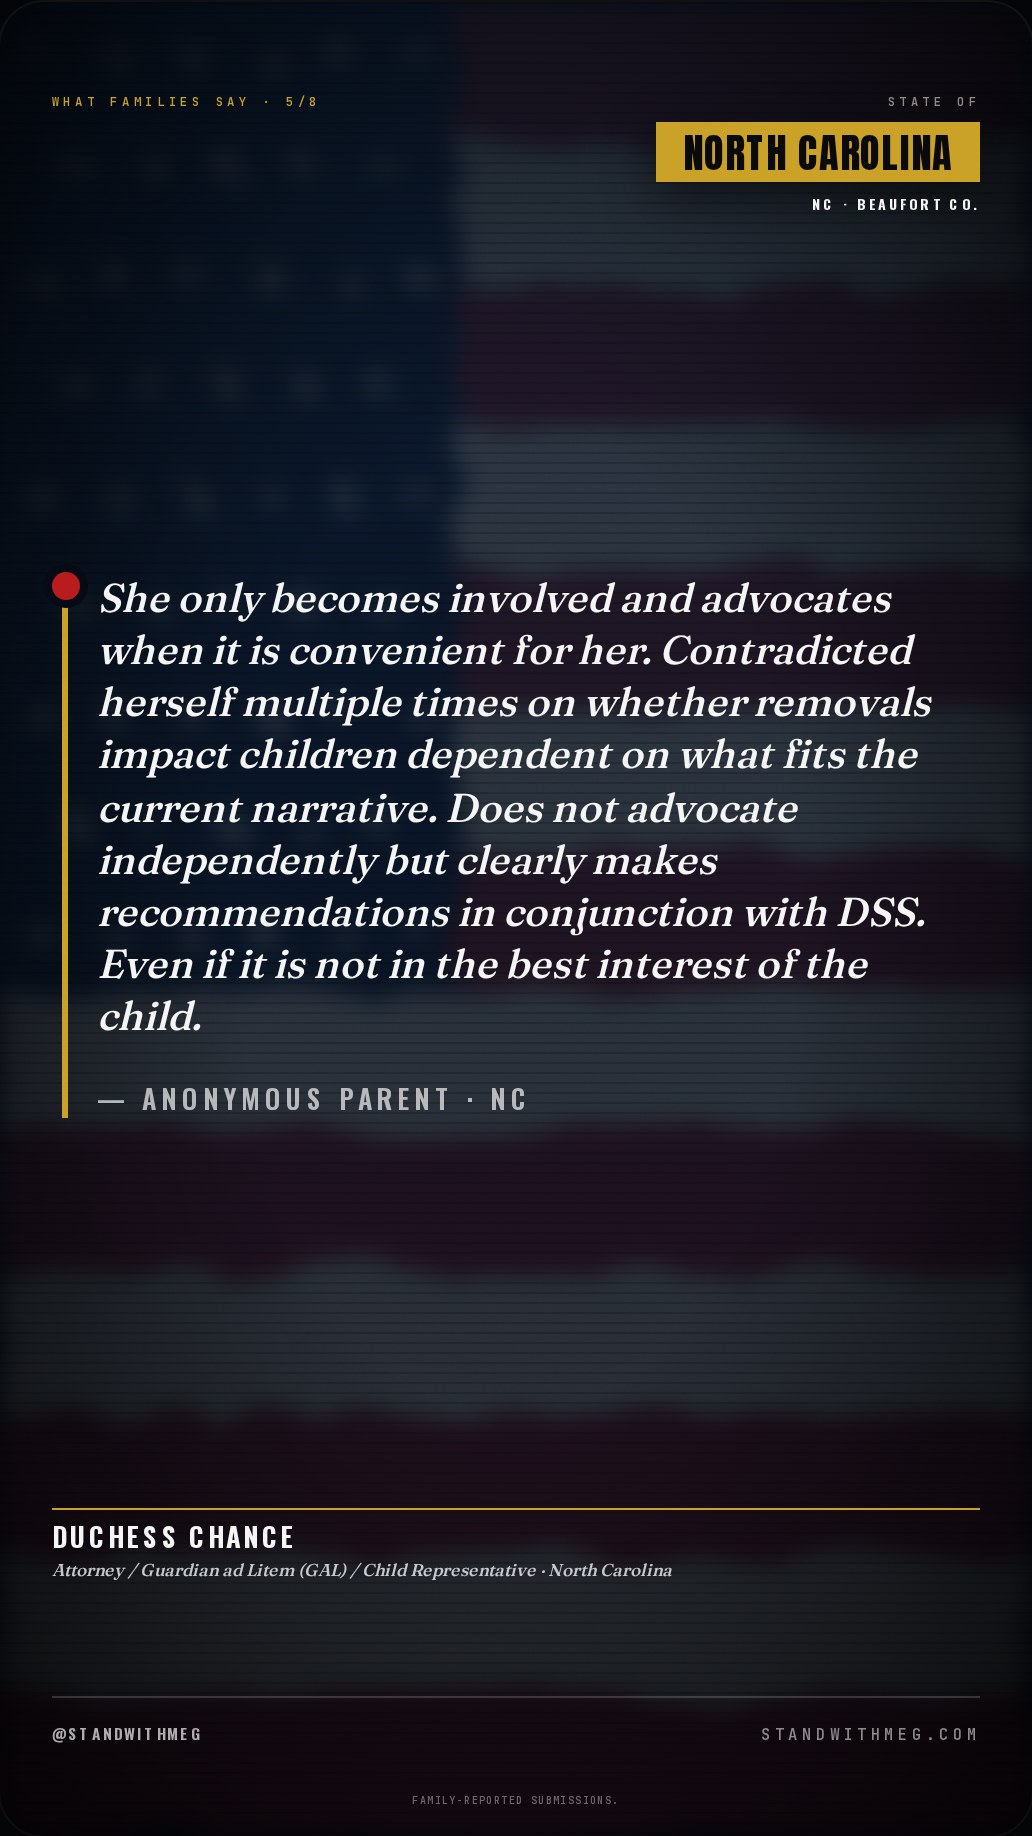 WHAT FAMILIES SAY · 5/8
STATE OF
NORTH CAROLINA
NC · BEAUFORT CO.
She only becomes involved and advocates
when it is convenient for her. Contradicted
herself multiple times on whether removals
impact children dependent on what fits the
current narrative. Does not advocate
independently but clearly makes
recommendations in conjunction with DSS.
Even if it is not in the best interest of the
child.
— ANONYMOUS PARENT · NC
DUCHESS CHANCE
Attorney / Guardian ad Litem (GAL) / Child Representative · North Carolina
@STANDWITHMEG
STANDWITHMEG.COM
FAMILY-REPORTED SUBMISSIONS.